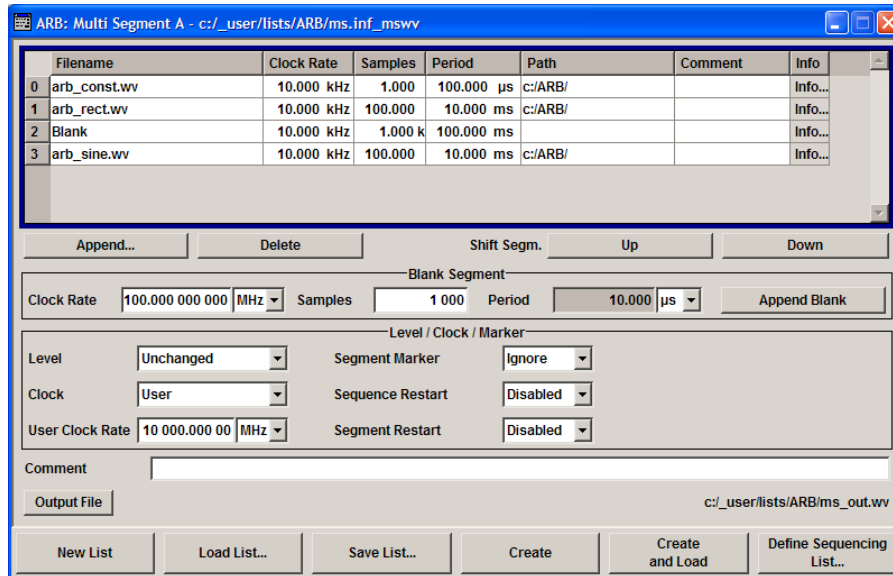 ARB: Multi Segment A - c:/_user/lists/ARB/ms.inf_mswv
Filename Clock Rate Samples Period Path Comment Info
0 arb_const.wv 10.000 kHz 1.000 100.000 µs c:/ARB/ Info...
1 arb_rect.wv 10.000 kHz 100.000 10.000 ms c:/ARB/ Info...
2 Blank 10.000 kHz 1.000 k 100.000 ms Info...
3 arb_sine.wv 10.000 kHz 100.000 10.000 ms c:/ARB/ Info...
Append... Delete Shift Segm. Up Down
Blank Segment
Clock Rate 100.000 000 000 MHz Samples 1 000 Period 10.000 µs Append Blank
Level / Clock / Marker
Level Unchanged Segment Marker Ignore
Clock User Sequence Restart Disabled
User Clock Rate 10 000.000 00 MHz Segment Restart Disabled
Comment
Output File c:/_user/lists/ARB/ms_out.wv
New List Load List... Save List... Create Create and Load Define Sequencing List...